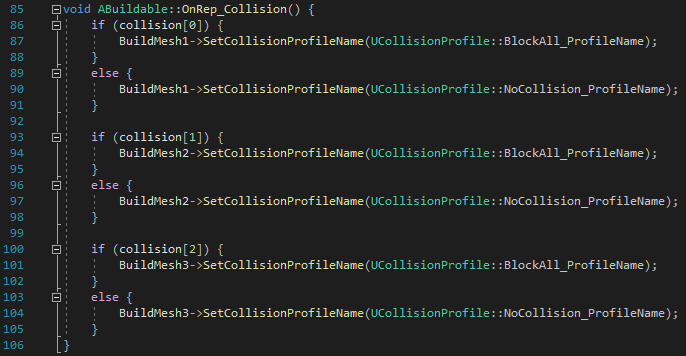 85 void ABuildable::OnRep_Collision() {
86     if (collision[0]) {
87         BuildMesh1->SetCollisionProfileName(UCollisionProfile::BlockAll_ProfileName);
88     }
89     else {
90         BuildMesh1->SetCollisionProfileName(UCollisionProfile::NoCollision_ProfileName);
91     }
92
93     if (collision[1]) {
94         BuildMesh2->SetCollisionProfileName(UCollisionProfile::BlockAll_ProfileName);
95     }
96     else {
97         BuildMesh2->SetCollisionProfileName(UCollisionProfile::NoCollision_ProfileName);
98     }
99
100     if (collision[2]) {
101         BuildMesh3->SetCollisionProfileName(UCollisionProfile::BlockAll_ProfileName);
102     }
103     else {
104         BuildMesh3->SetCollisionProfileName(UCollisionProfile::NoCollision_ProfileName);
105     }
106 }